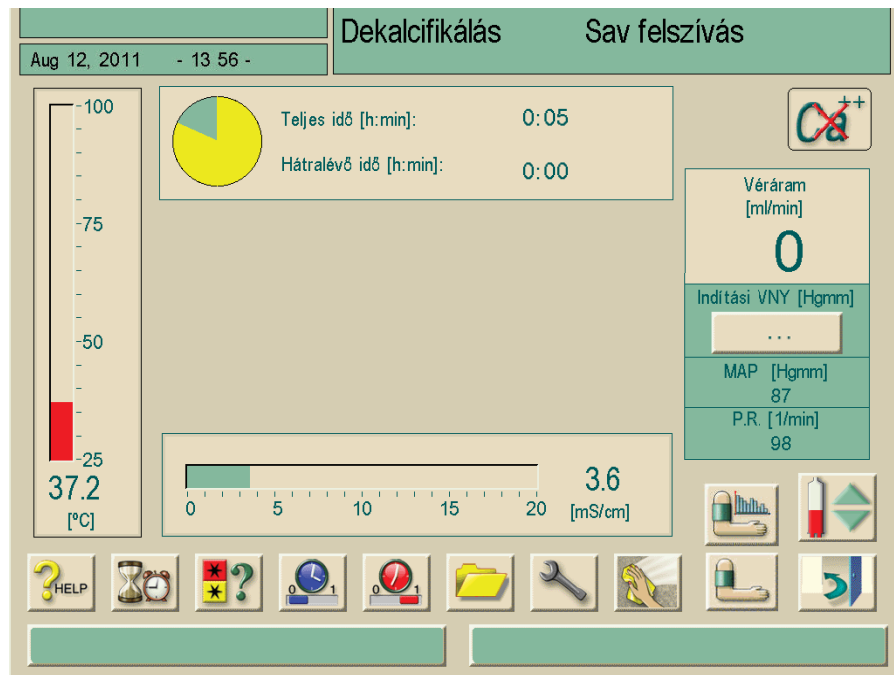 Dekalcifikálás Sav felszívás
Aug 12, 2011 - 13 56 -
100
75
50
25
37.2
[ºC]
Teljes idő [h:min]: 0:05
Hátralévő idő [h:min]: 0:00
Ca++
Véráram
[ml/min]
0
Indítási VNY [Hgmm]
...
MAP [Hgmm]
87
P.R. [1/min]
98
0 5 10 15 20
3.6
[mS/cm]
? HELP
* * ?
0 1
0 1